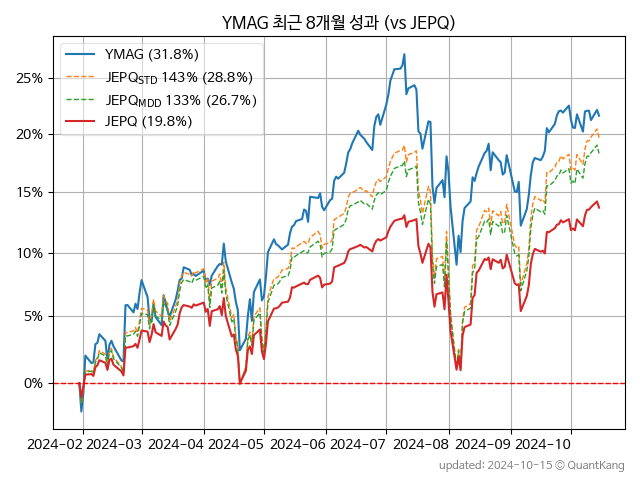 YMAG 최근 8개월 성과 (vs JEPQ)
YMAG (31.8%)
JEPQSTD 143% (28.8%)
JEPQMDD 133% (26.7%)
JEPQ (19.8%)
25%
20%
15%
10%
5%
0%
2024-02 2024-03 2024-04 2024-05 2024-06 2024-07 2024-08 2024-09 2024-10
updated: 2024-10-15 © QuantKang